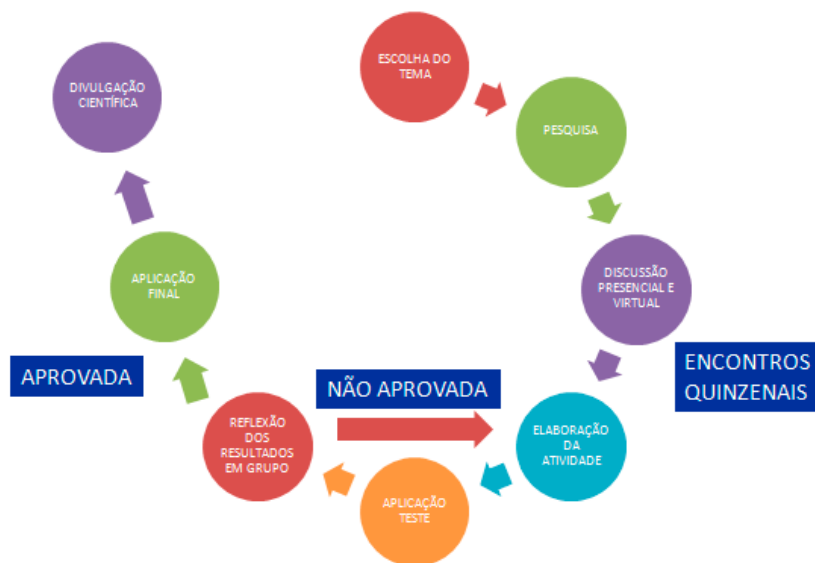 ESCOLHA DO
TEMA
PESQUISA
DISCUSSÃO
PRESENCIAL E
VIRTUAL
ENCONTROS
QUINZENAIS
ELABORAÇÃO
DA
ATIVIDADE
APLICAÇÃO
TESTE
REFLEXÃO
DOS
RESULTADOS
EM GRUPO
NÃO APROVADA
APROVADA
APLICAÇÃO
FINAL
DIVULGAÇÃO
CIENTÍFICA